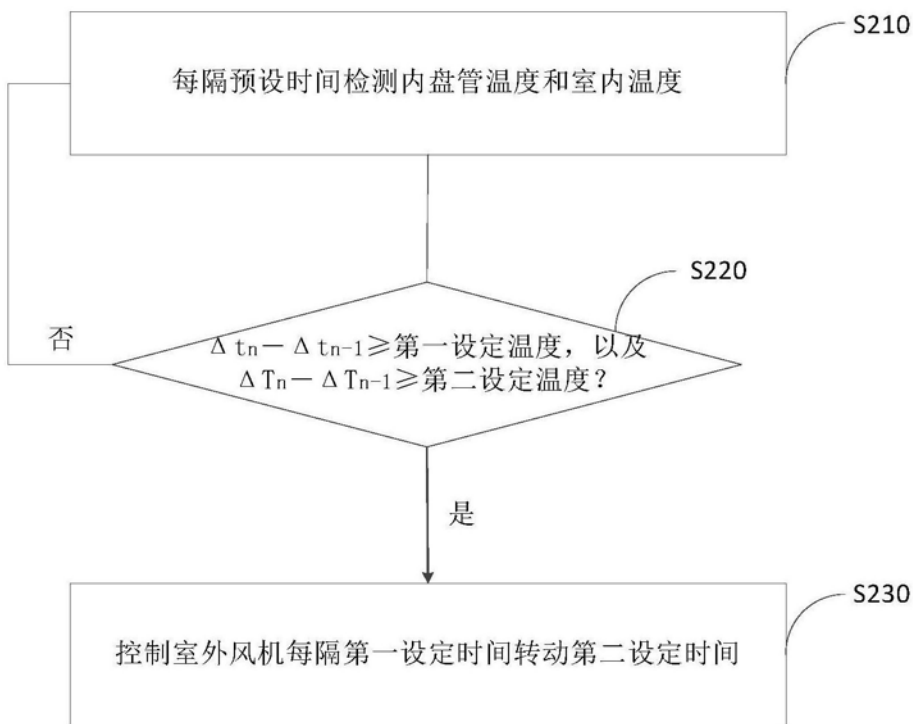 S210
每隔预设时间检测内盘管温度和室内温度
S220
否
Δtn－Δtn-1≥第一设定温度，以及
ΔTn－ΔTn-1≥第二设定温度？
是
S230
控制室外风机每隔第一设定时间转动第二设定时间